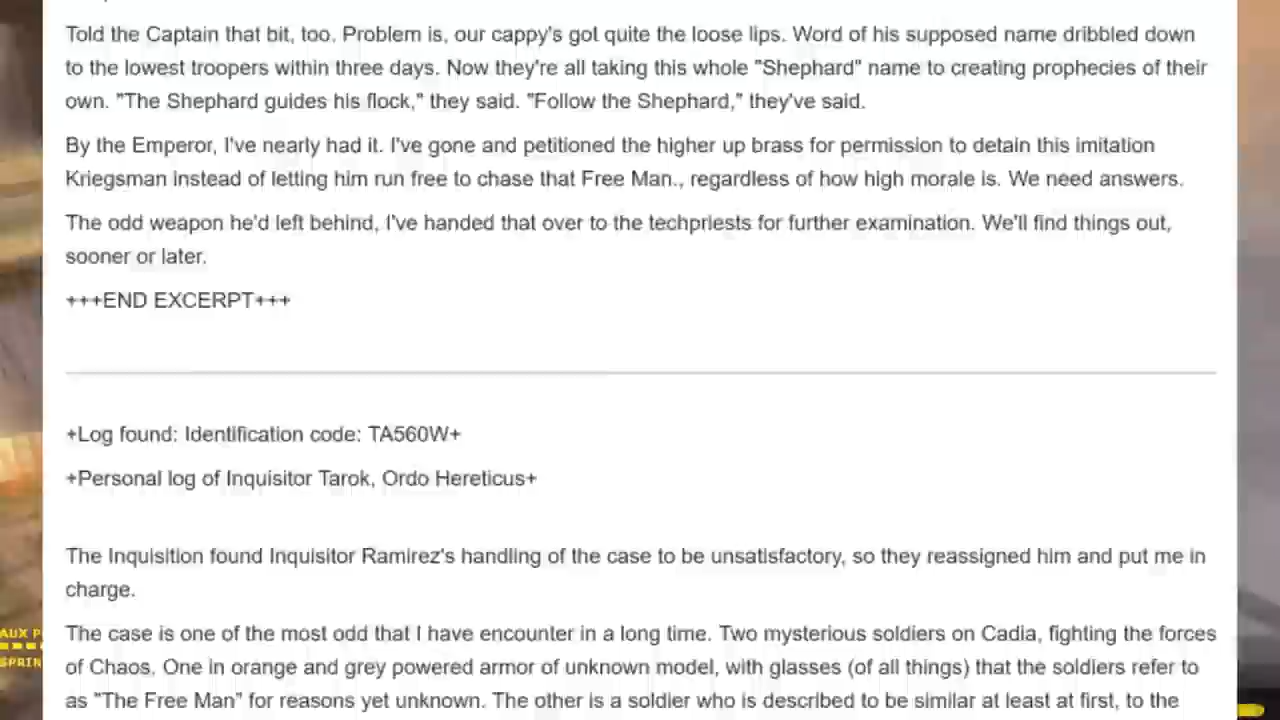 Told the Captain that bit, too. Problem is, our cappy's got quite the loose lips. Word of his supposed name dribbled down
to the lowest troopers within three days. Now they're all taking this whole "Shephard" name to creating prophecies of their
own. "The Shephard guides his flock," they said. "Follow the Shephard," they've said.
By the Emperor, I've nearly had it. I've gone and petitioned the higher up brass for permission to detain this imitation
Kriegsman instead of letting him run free to chase that Free Man., regardless of how high morale is. We need answers.
The odd weapon he'd left behind, I've handed that over to the techpriests for further examination. We'll find things out,
sooner or later.
+++END EXCERPT+++
+Log found: Identification code: TA560W+
+Personal log of Inquisitor Tarok, Ordo Hereticus+
The Inquisition found Inquisitor Ramirez's handling of the case to be unsatisfactory, so they reassigned him and put me in
charge.
The case is one of the most odd that I have encounter in a long time. Two mysterious soldiers on Cadia, fighting the forces
of Chaos. One in orange and grey powered armor of unknown model, with glasses (of all things) that the soldiers refer to
as "The Free Man" for reasons yet unknown. The other is a soldier who is described to be similar at least at first, to the
AUX P
SPRIN